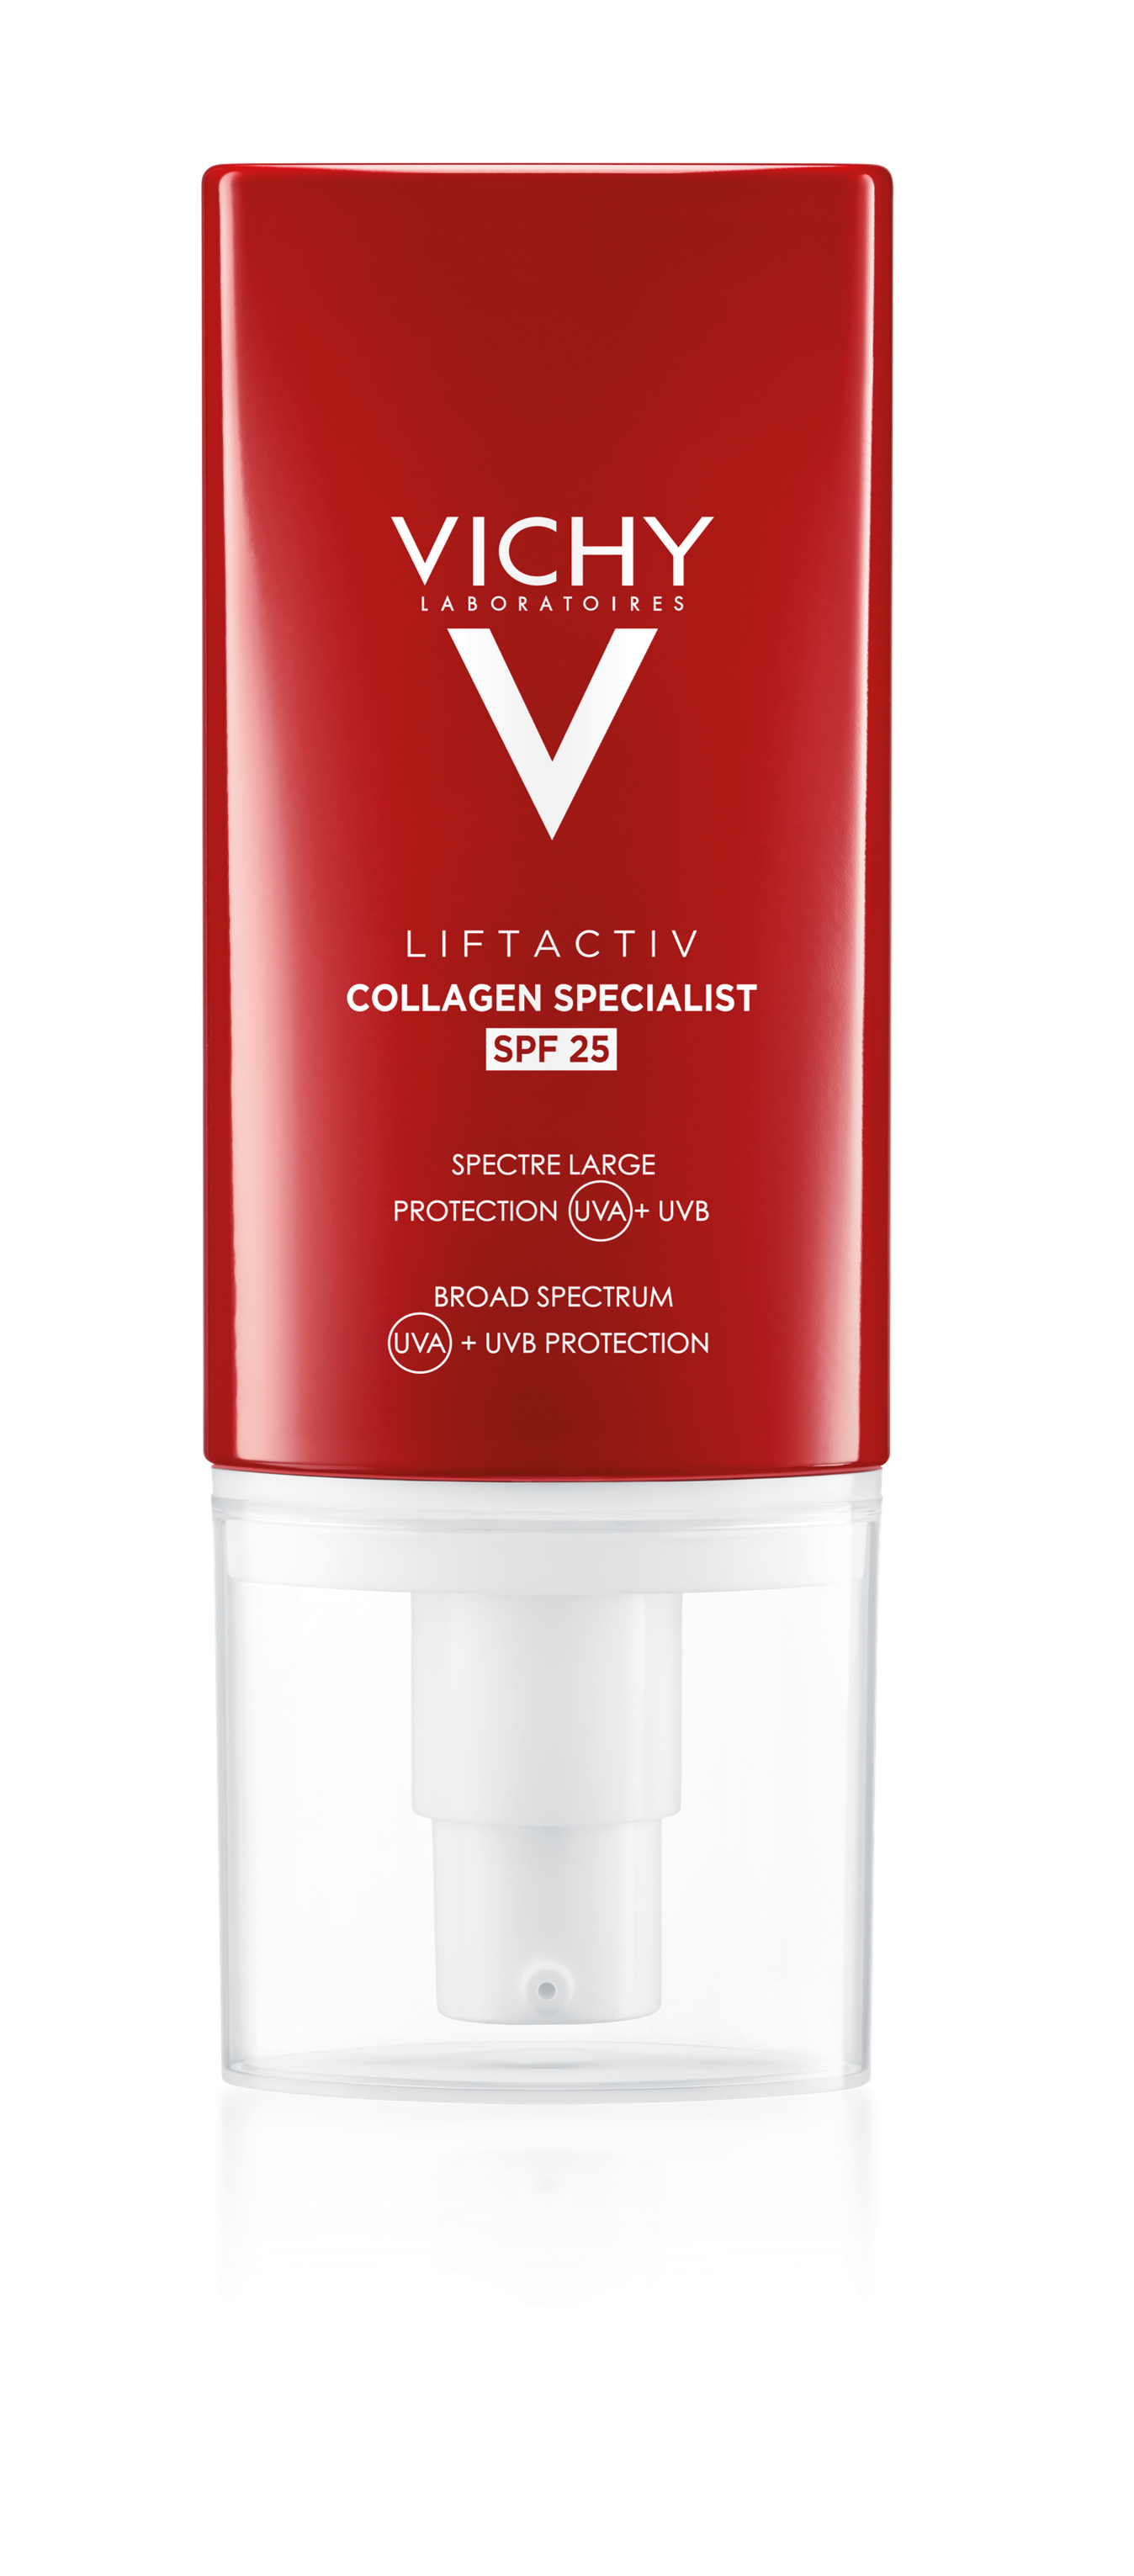 VICHY
LABORATOIRES
V
LIFTACTIV
COLLAGEN SPECIALIST
SPF 25
SPECTRE LARGE
PROTECTION UVA + UVB
BROAD SPECTRUM
UVA + UVB PROTECTION